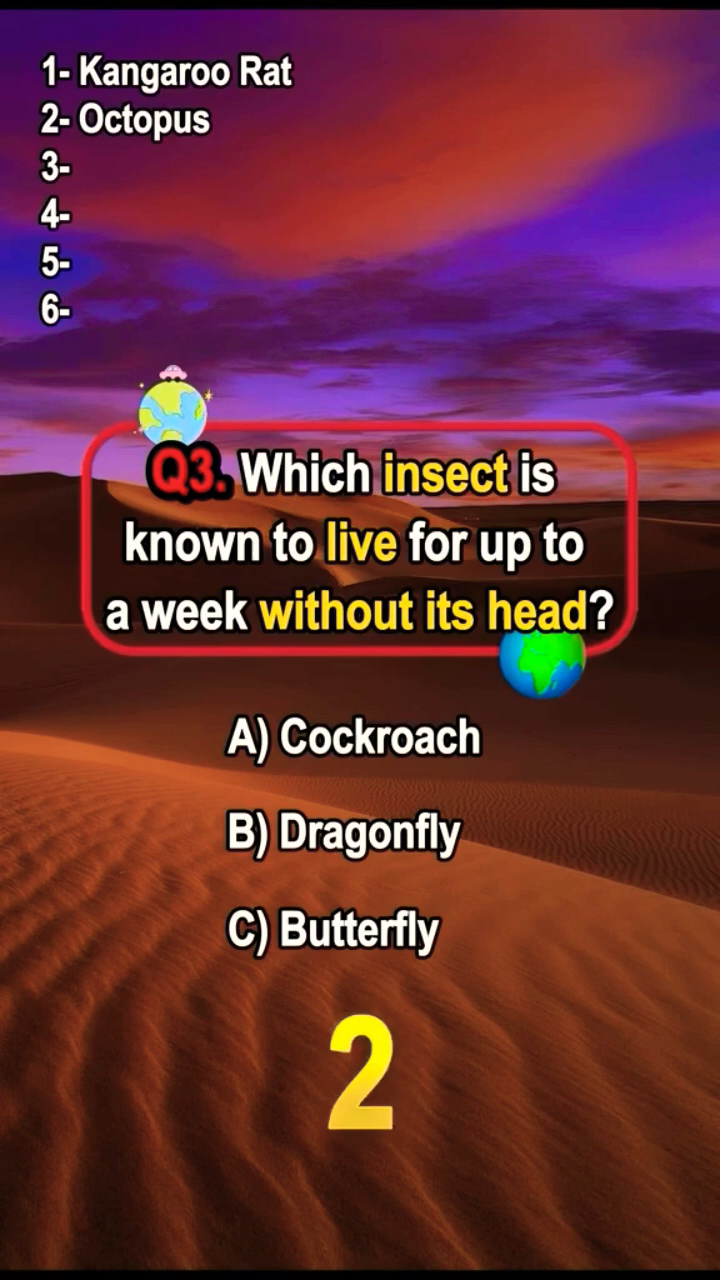 1- Kangaroo Rat
2- Octopus
3-
4-
5-
6-
Q3. Which insect is
known to live for up to
a week without its head?
A) Cockroach
B) Dragonfly
C) Butterfly
2